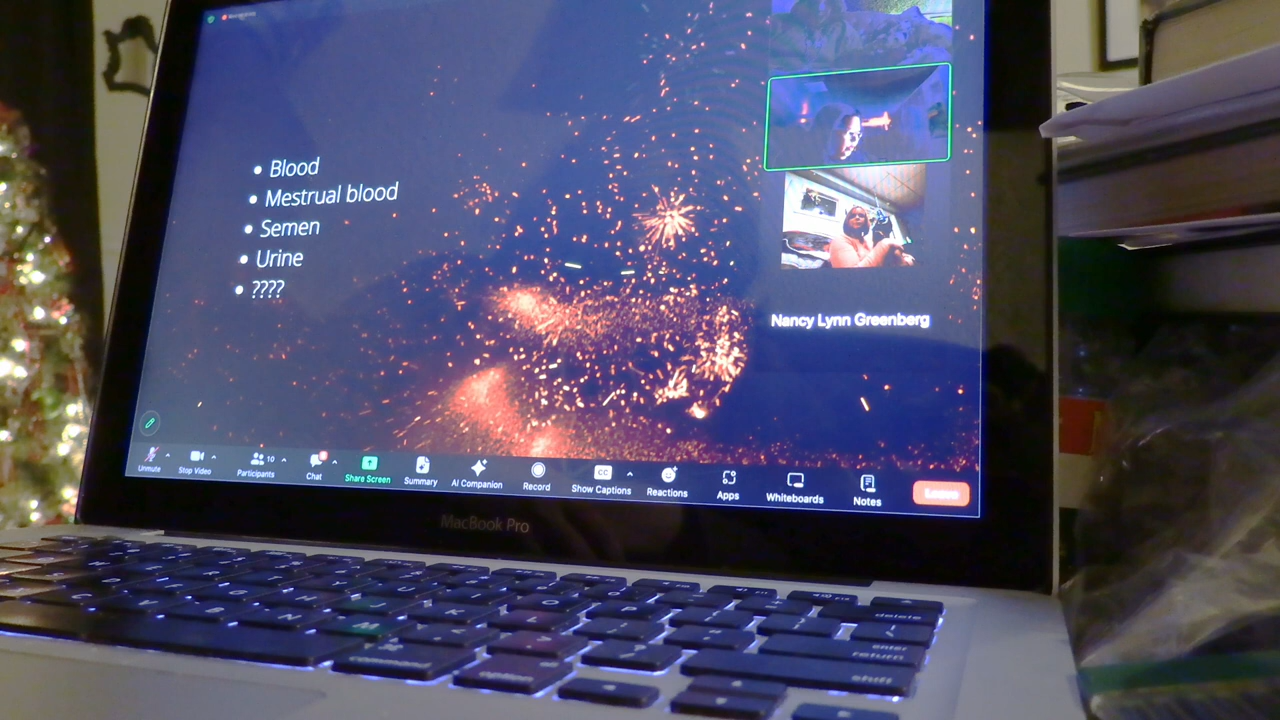 • Blood
• Mestrual blood
• Semen
• Urine
• ????
Nancy Lynn Greenberg
Unmute
Stop Video
Participants 10
Chat
Share Screen
Summary
AI Companion
CC
Record
Show Captions
Reactions
Apps
Whiteboards
Notes
Leave
MacBook Pro
delete
enter
return
shift
command
option